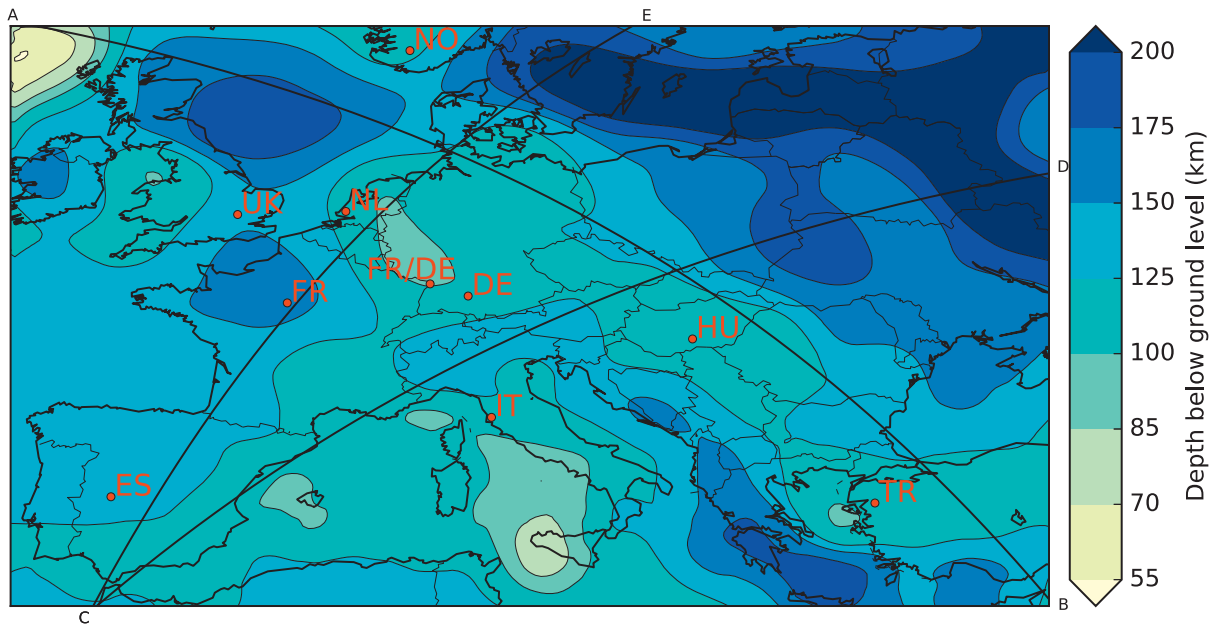 A
E
NO
200
175
D
150
125
100
85
70
55
Depth below ground level (km)
UK
NL
FR/DE
DE
FR
HU
IT
ES
TR
B
C